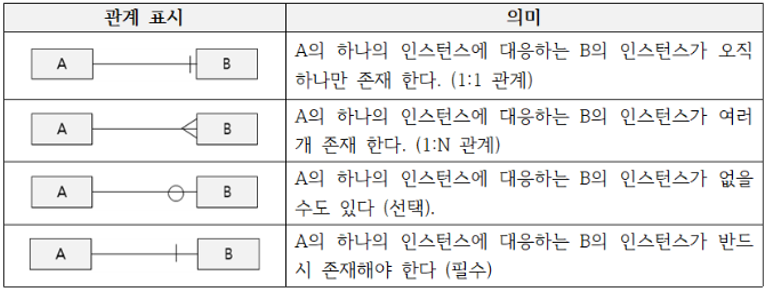 관계 표시
의미
A
B
A의 하나의 인스턴스에 대응하는 B의 인스턴스가 오직
하나만 존재 한다. (1:1 관계)
A
B
A의 하나의 인스턴스에 대응하는 B의 인스턴스가 여러
개 존재 한다. (1:N 관계)
A
B
A의 하나의 인스턴스에 대응하는 B의 인스턴스가 없을
수도 있다 (선택).
A
B
A의 하나의 인스턴스에 대응하는 B의 인스턴스가 반드
시 존재해야 한다 (필수)